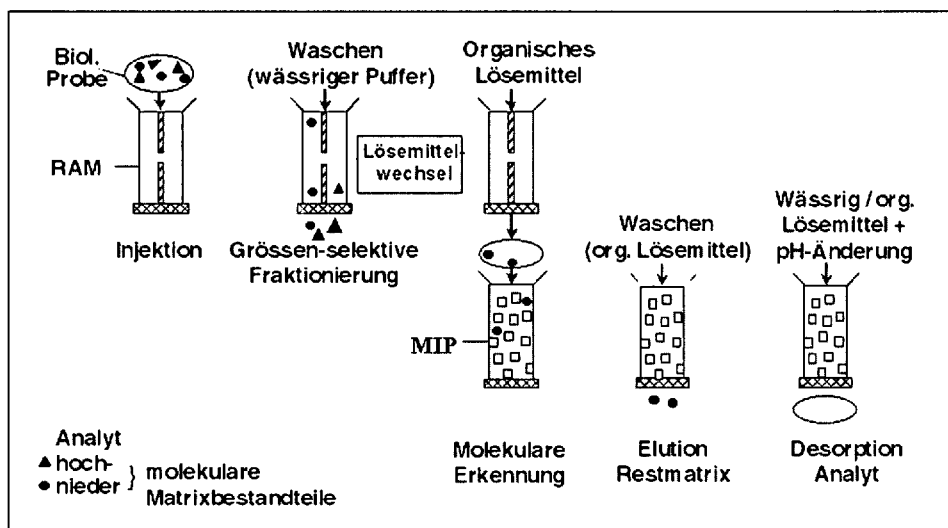 Biol.
Probe
RAM
Injektion
Waschen
(wässriger Puffer)
Grössen-selektive
Fraktionierung
Lösemittel-
wechsel
Organisches
Lösemittel
MIP
Molekulare
Erkennung
Waschen
(org. Lösemittel)
Elution
Restmatrix
Wässrig / org.
Lösemittel +
pH-Änderung
Desorption
Analyt
Analyt
▲ hoch-
● nieder } molekulare
Matrixbestandteile